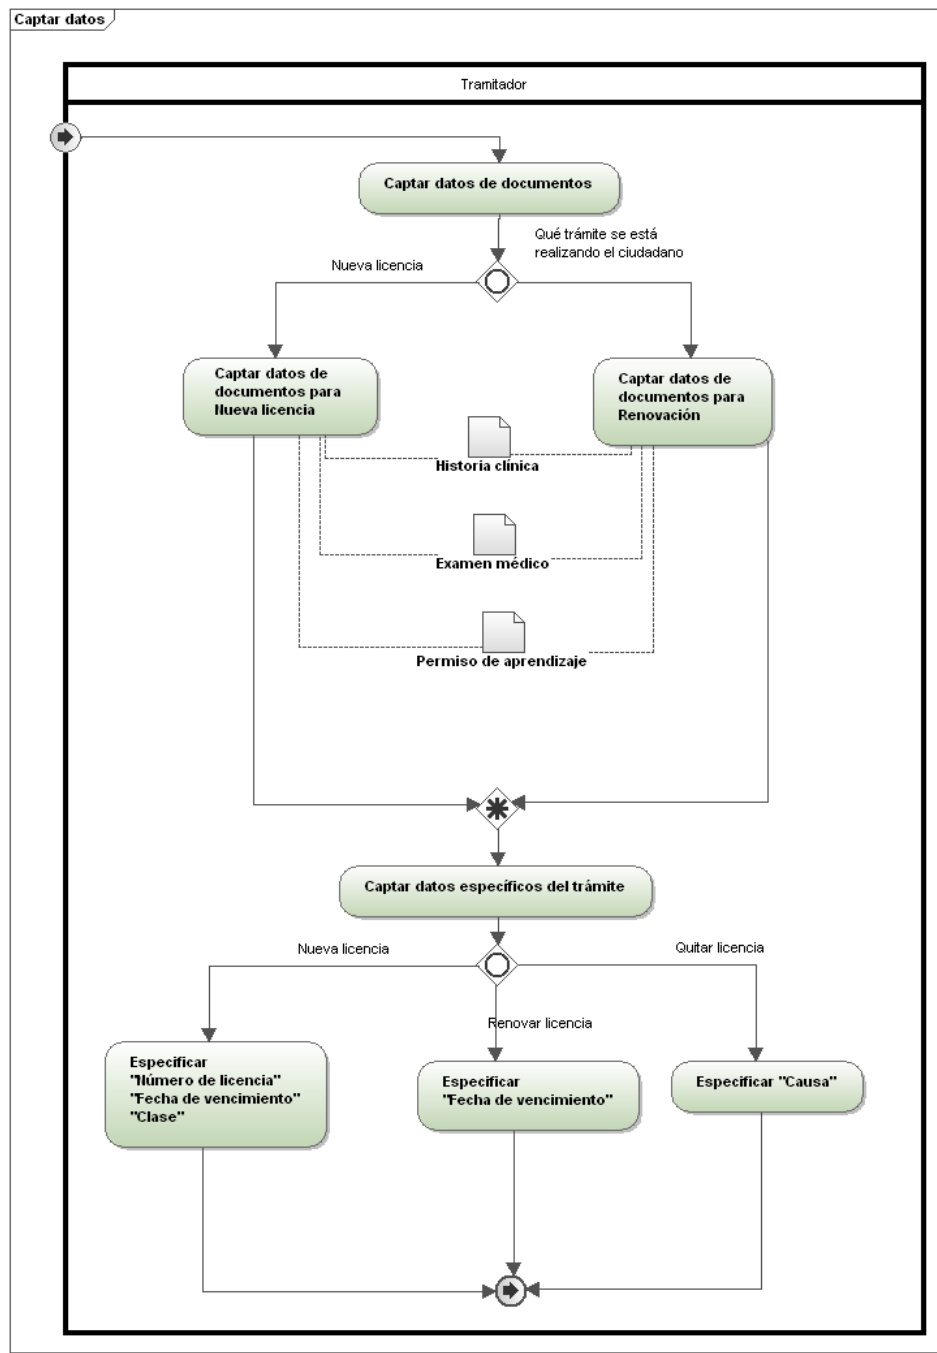 Captar datos
Tramitador
Captar datos de documentos
Qué trámite se está
realizando el ciudadano
Nueva licencia
Captar datos de
documentos para
Nueva licencia
Captar datos de
documentos para
Renovación
Historia clínica
Examen médico
Permiso de aprendizaje
Captar datos específicos del trámite
Nueva licencia
Quitar licencia
Renovar licencia
Especificar
"Número de licencia"
"Fecha de vencimiento"
"Clase"
Especificar
"Fecha de vencimiento"
Especificar "Causa"